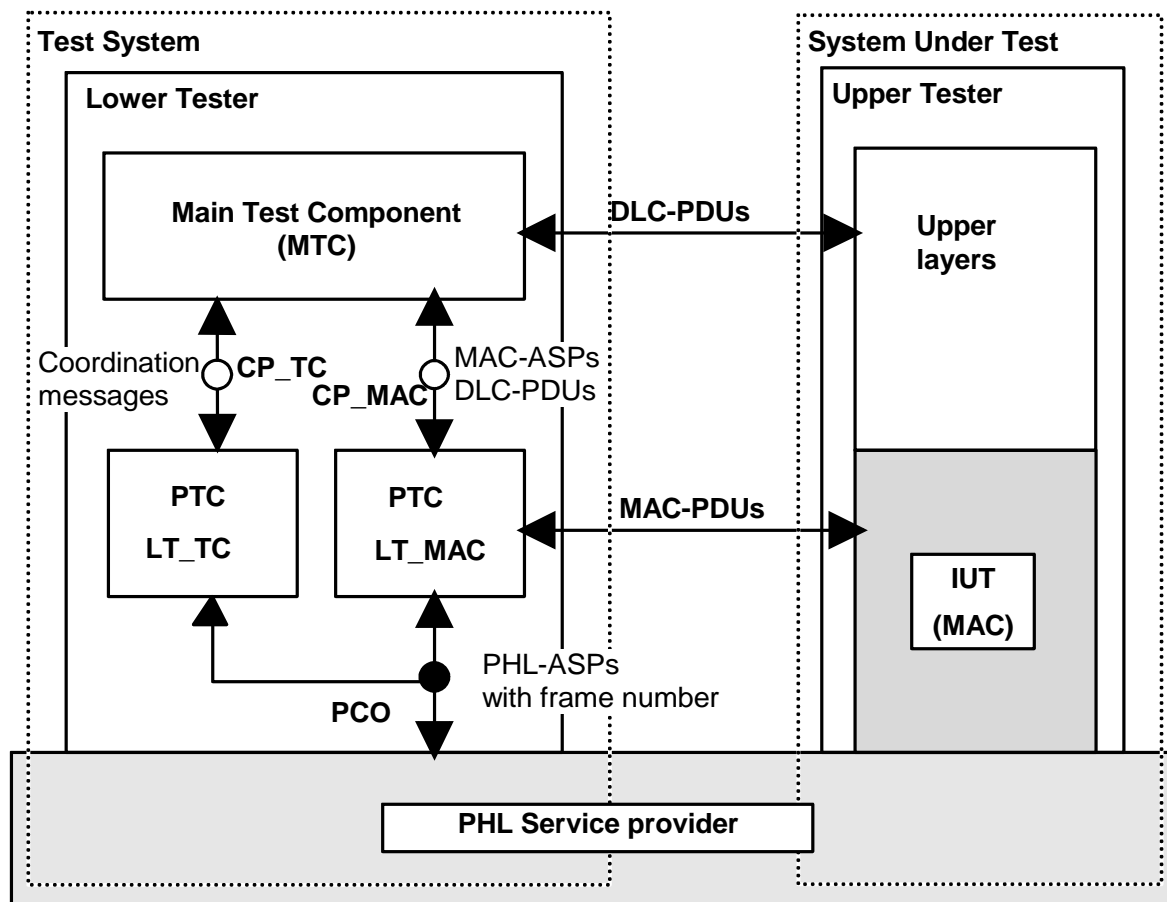 Test System
System Under Test
Lower Tester
Upper Tester
Main Test Component
(MTC)
DLC-PDUs
Upper
layers
Coordination
messages
CP_TC
MAC-ASPs
DLC-PDUs
CP_MAC
PTC
LT_TC
PTC
LT_MAC
MAC-PDUs
IUT
(MAC)
PHL-ASPs
with frame number
PCO
PHL Service provider